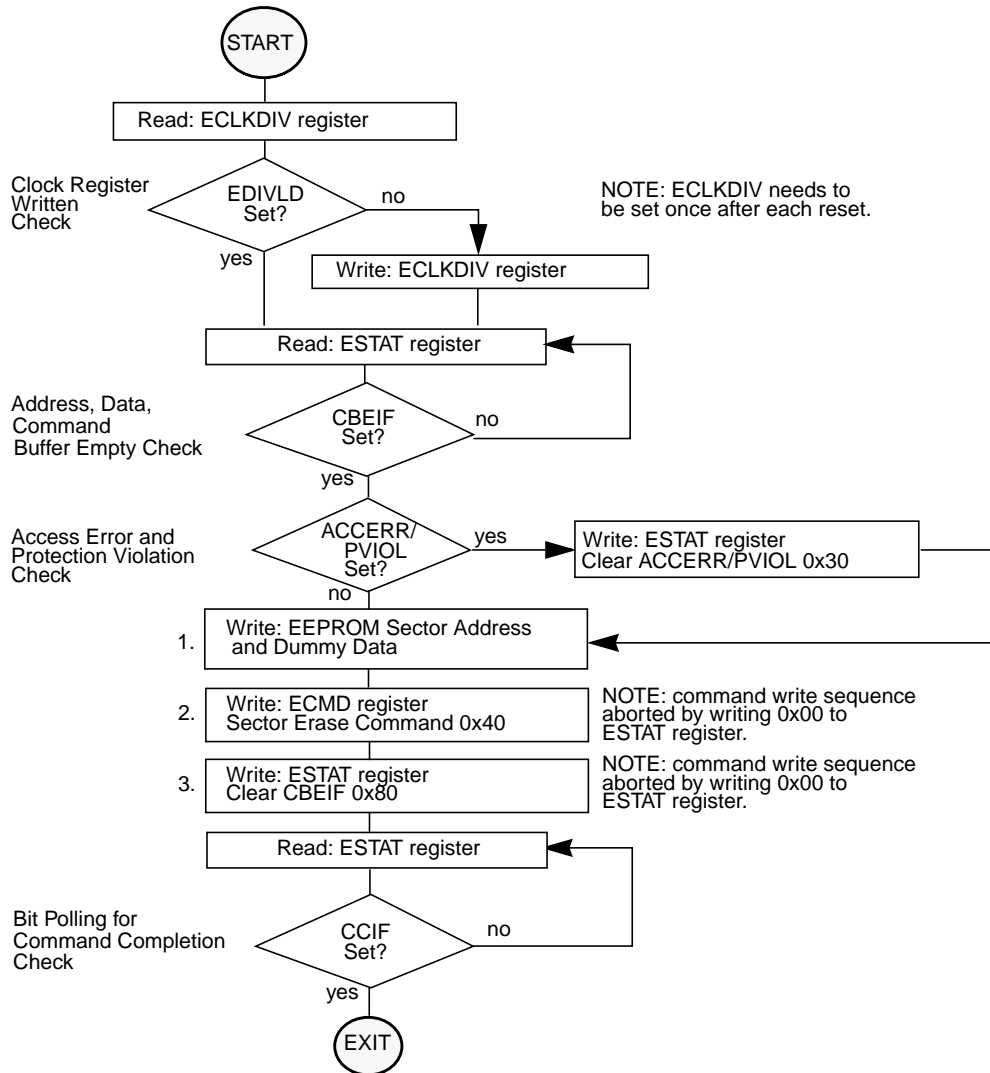 START
Read: ECLKDIV register
Clock Register
Written
Check
EDIVLD
Set?
no
yes
NOTE: ECLKDIV needs to
be set once after each reset.
Write: ECLKDIV register
Read: ESTAT register
Address, Data,
Command
Buffer Empty Check
CBEIF
Set?
no
yes
Access Error and
Protection Violation
Check
ACCERR/
PVIOL
Set?
yes
no
Write: ESTAT register
Clear ACCERR/PVIOL 0x30
1.
Write: EEPROM Sector Address
and Dummy Data
2.
Write: ECMD register
Sector Erase Command 0x40
NOTE: command write sequence
aborted by writing 0x00 to
ESTAT register.
3.
Write: ESTAT register
Clear CBEIF 0x80
NOTE: command write sequence
aborted by writing 0x00 to
ESTAT register.
Read: ESTAT register
Bit Polling for
Command Completion
Check
CCIF
Set?
no
yes
EXIT